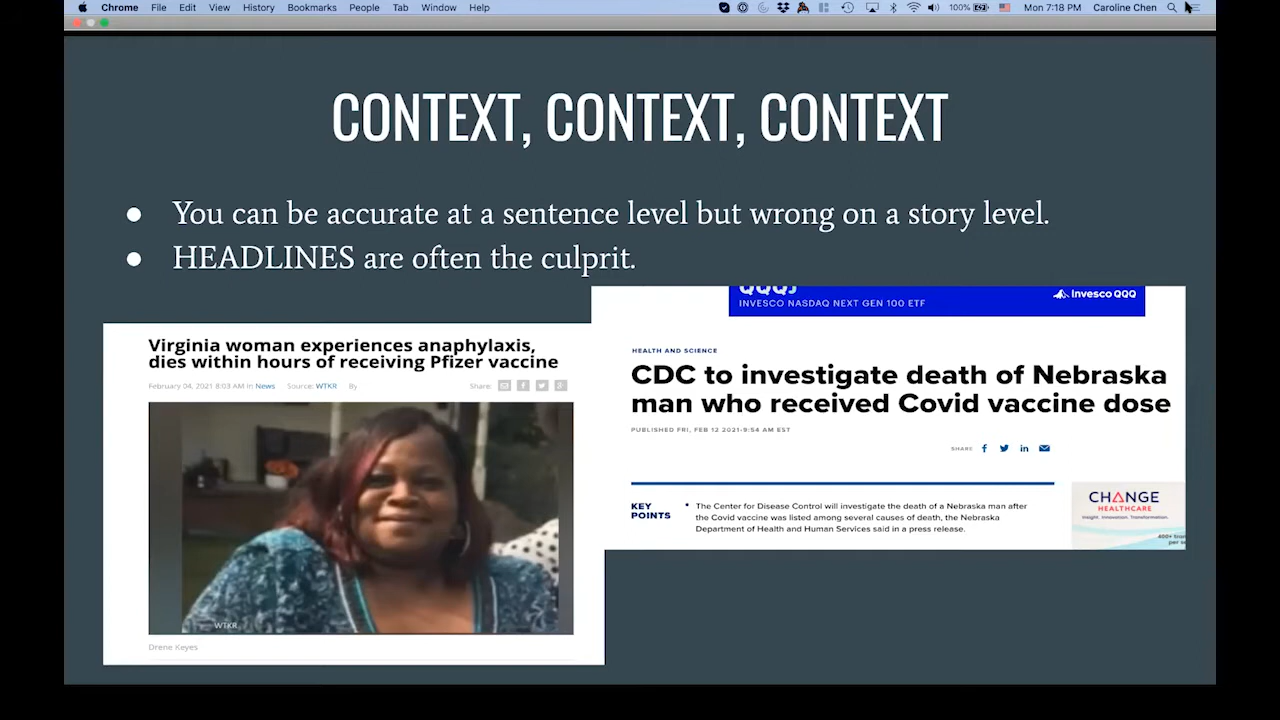 Chrome File Edit View History Bookmarks People Tab Window Help 100% Mon 7:18 PM Caroline Chen
CONTEXT, CONTEXT, CONTEXT
● You can be accurate at a sentence level but wrong on a story level.
● HEADLINES are often the culprit.
Virginia woman experiences anaphylaxis,
dies within hours of receiving Pfizer vaccine
February 04, 2021 8:03 AM in News Source: WTKR By Share:
WTKR
Drene Keyes
QQQJ
INVESCO NASDAQ NEXT GEN 100 ETF
Invesco QQQ
HEALTH AND SCIENCE
CDC to investigate death of Nebraska
man who received Covid vaccine dose
PUBLISHED FRI, FEB 12 2021·9:54 AM EST
SHARE
KEY
POINTS
• The Center for Disease Control will investigate the death of a Nebraska man after
the Covid vaccine was listed among several causes of death, the Nebraska
Department of Health and Human Services said in a press release.
CHANGE
HEALTHCARE
Insight. Innovation. Transformation.